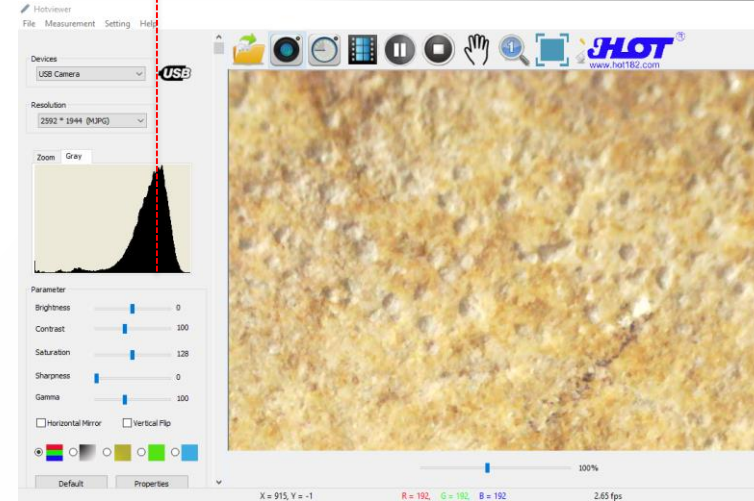 Hotviewer
File Measurement Setting Help
HOT®
www.hot182.com
Devices
USB Camera
USB
Resolution
2592 * 1944 (MJPG)
Zoom Gray
Parameter
Brightness 0
Contrast 100
Saturation 128
Sharpness 0
Gamma 100
Horizontal Mirror Vertical Flip
Default Properties
100%
X = 915, Y = -1 R = 192, G = 192, B = 192 2.65 fps